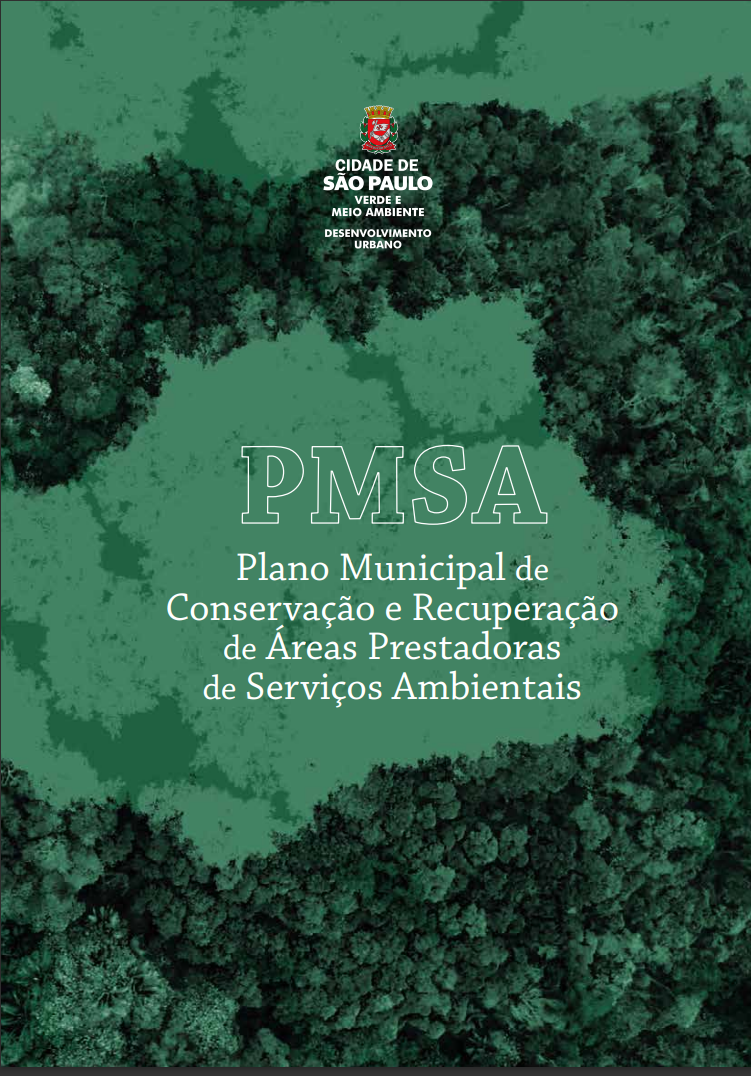 CIDADE DE
SÃO PAULO
VERDE E
MEIO AMBIENTE
DESENVOLVIMENTO
URBANO
PMSA
Plano Municipal de
Conservação e Recuperação
de Áreas Prestadoras
de Serviços Ambientais